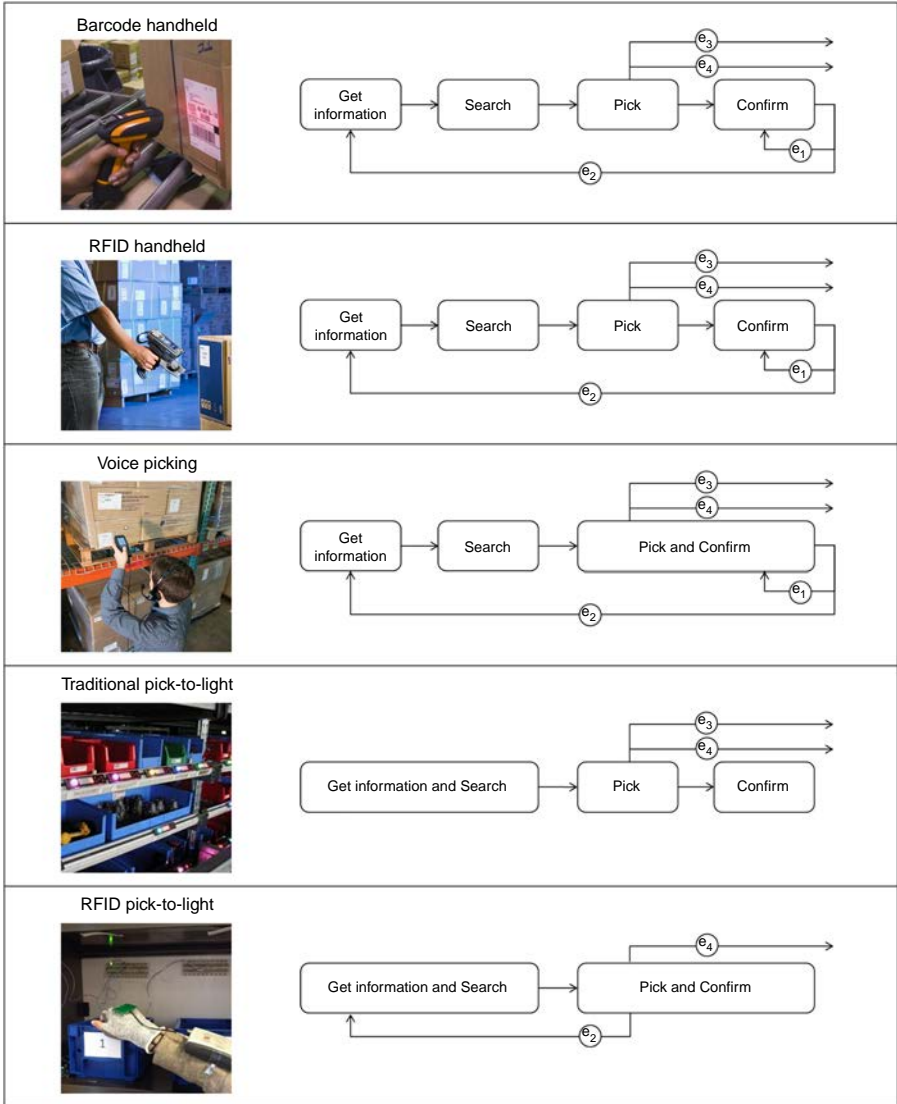 Barcode handheld
e3
e4
Get
information
Search
Pick
Confirm
e1
e2
RFID handheld
e3
e4
Get
information
Search
Pick
Confirm
e1
e2
Voice picking
e3
e4
Get
information
Search
Pick and Confirm
e1
e2
Traditional pick-to-light
e3
e4
Get information and Search
Pick
Confirm
RFID pick-to-light
e4
Get information and Search
Pick and Confirm
e2
1